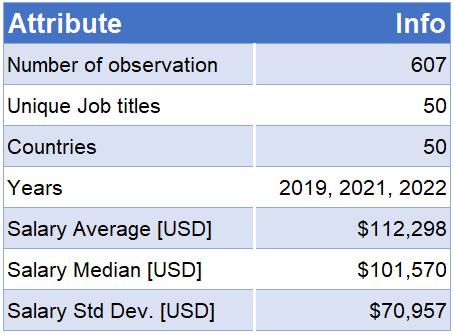 Attribute Info
Number of observation 607
Unique Job titles 50
Countries 50
Years 2019, 2021, 2022
Salary Average [USD] $112,298
Salary Median [USD] $101,570
Salary Std Dev. [USD] $70,957